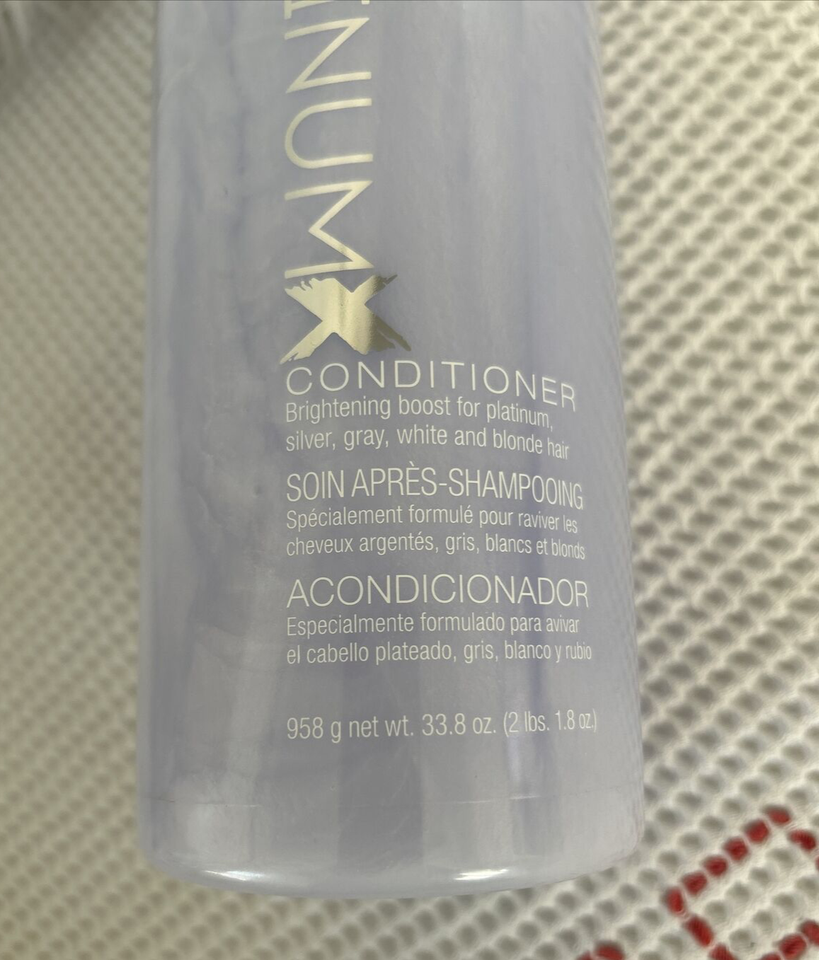 INUM X
CONDITIONER
Brightening boost for platinum,
silver, gray, white and blonde hair
SOIN APRÈS-SHAMPOOING
Spécialement formulé pour raviver les
cheveux argentés, gris, blancs et blonds
ACONDICIONADOR
Especialmente formulado para avivar
el cabello plateado, gris, blanco y rubio
958 g net wt. 33.8 oz. (2 lbs. 1.8 oz.)